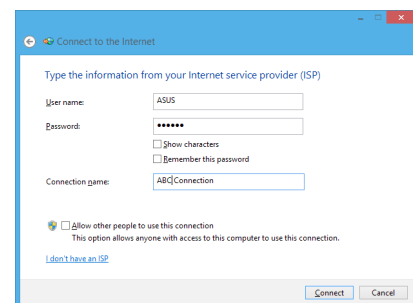 Connect to the Internet
Type the information from your Internet service provider (ISP)
User name: ASUS
Password: ••••••
Show characters
Remember this password
Connection name: ABC Connection
Allow other people to use this connection
This option allows anyone with access to this computer to use this connection.
I don't have an ISP
Connect Cancel